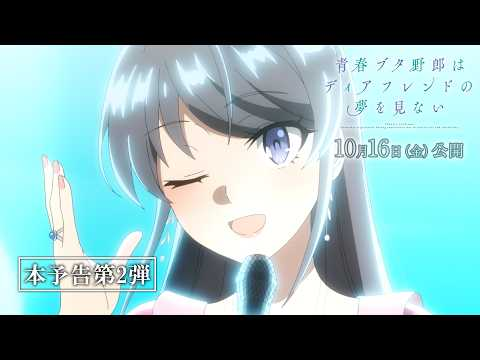 青春ブタ野郎は
ディアフレンドの
夢を見ない
10月16日(金)公開
本予告第2弾